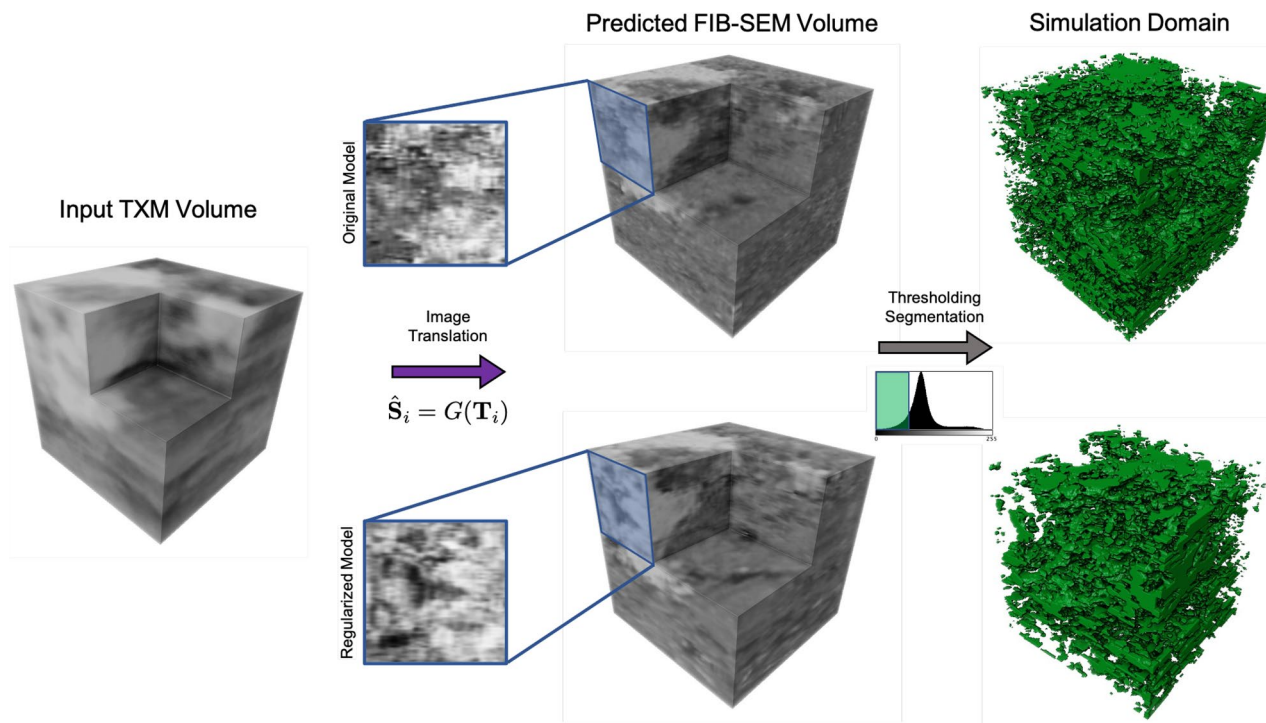 Predicted FIB-SEM Volume
Simulation Domain
Input TXM Volume
Original Model
Image
Translation
Ŝᵢ = G(Tᵢ)
Thresholding
Segmentation
0
255
Regularized Model